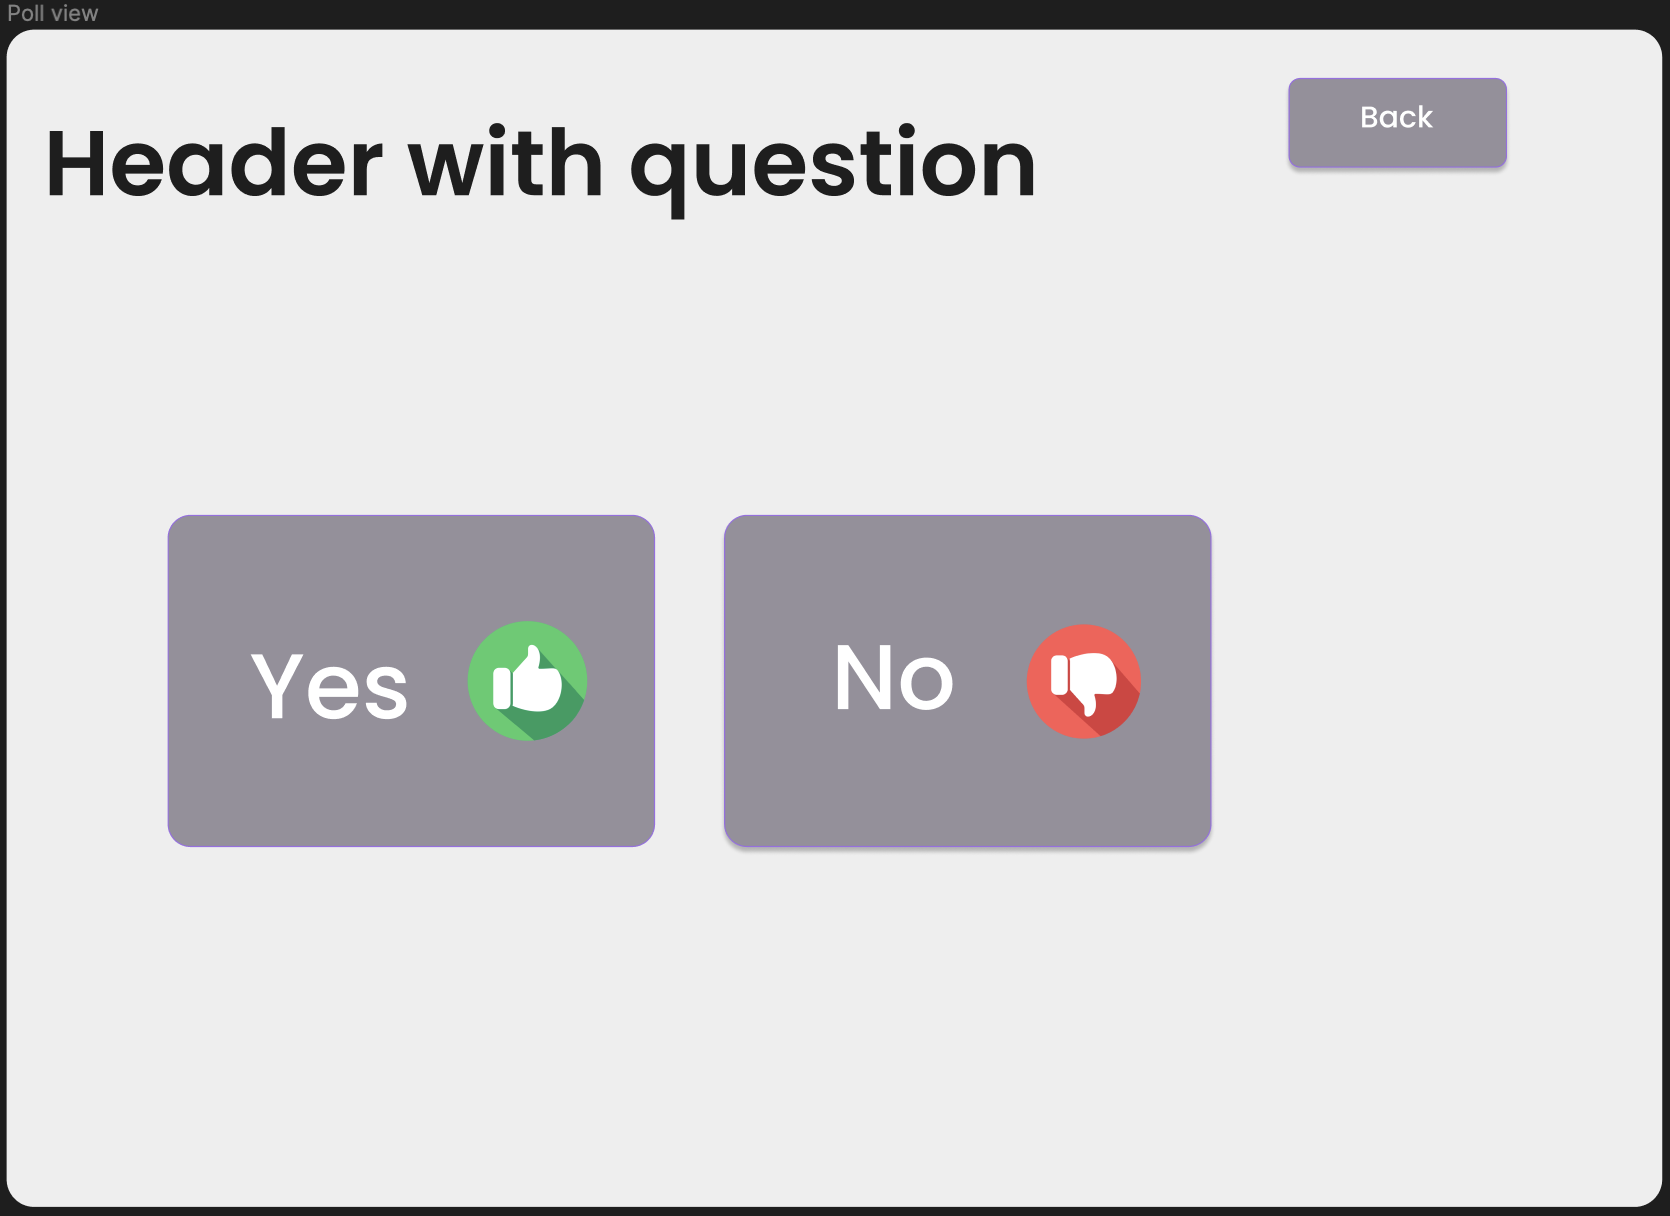 Poll view
Back
Header with question
Yes
No